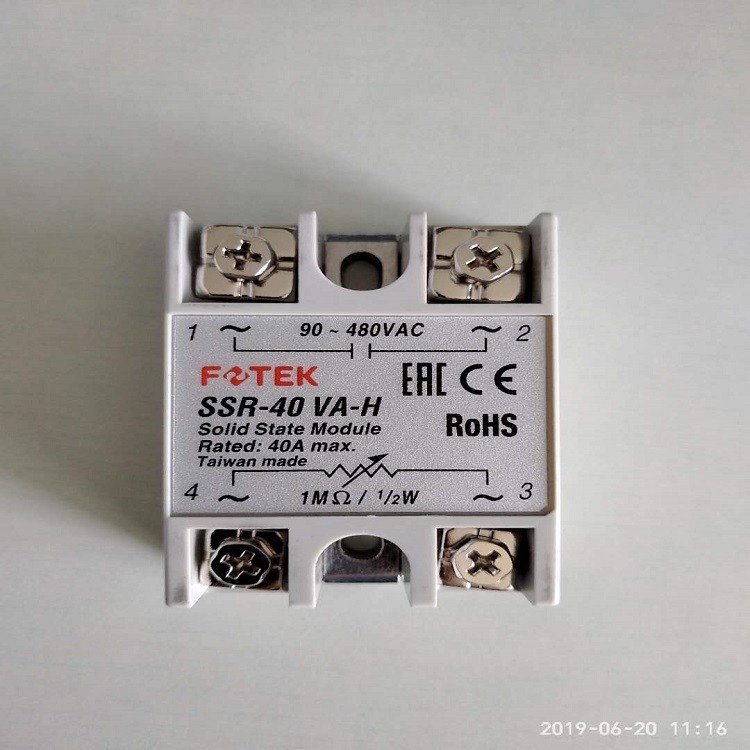 1 ~ 90 ~ 480VAC ~ 2
FOTEK
SSR-40 VA-H
EAC CE
Solid State Module
RoHS
Rated: 40A max.
Taiwan made
4 ~ 1MΩ / 1/2W ~ 3
2019-06-20 11:16